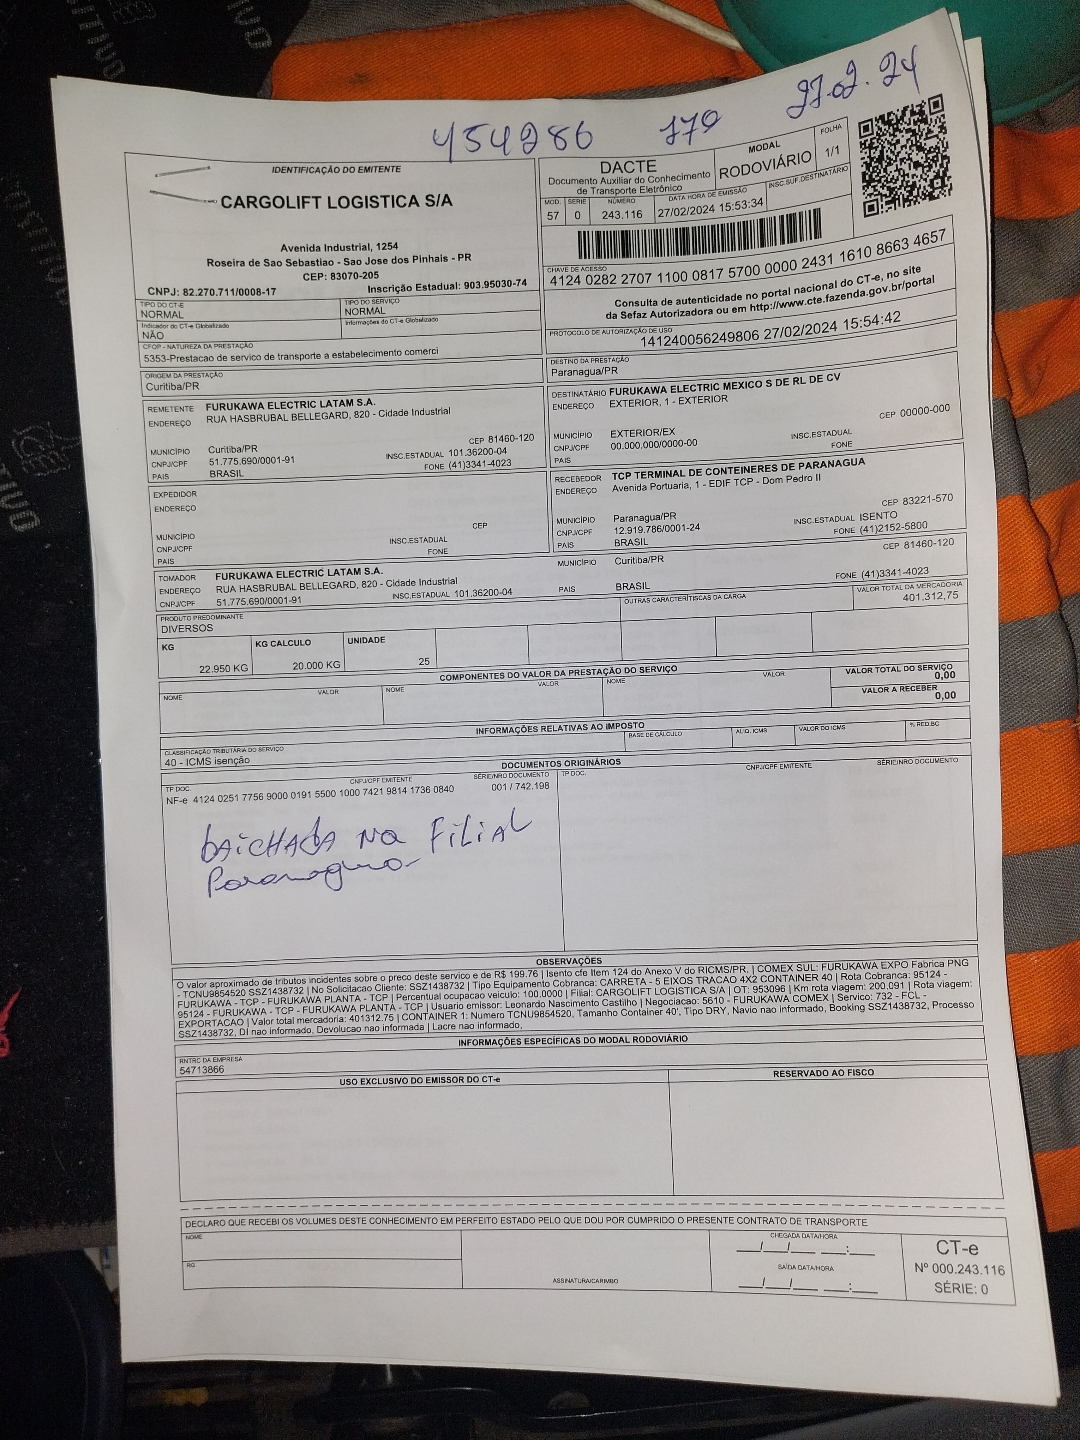 454286 179 27.02.24
IDENTIFICAÇÃO DO EMITENTE
CARGOLIFT LOGISTICA S/A
Avenida Industrial, 1254
Roseira de Sao Sebastiao - Sao Jose dos Pinhais - PR
CEP: 83070-205
CNPJ: 82.270.711/0008-17 Inscrição Estadual: 903.95030-74
DACTE
Documento Auxiliar do Conhecimento
de Transporte Eletrônico
MODAL
RODOVIÁRIO
FOLHA
1/1
MOD. SÉRIE NÚMERO DATA HORA DE EMISSÃO INSC.SUF.DESTINATÁRIO
57 0 243.116 27/02/2024 15:53:34
CHAVE DE ACESSO
4124 0282 2707 1100 0817 5700 0000 2431 1610 8663 4657
Consulta de autenticidade no portal nacional do CT-e, no site
da Sefaz Autorizadora ou em http://www.cte.fazenda.gov.br/portal
PROTOCOLO DE AUTORIZAÇÃO DE USO
141240056249806 27/02/2024 15:54:42
TIPO DO CT-E TIPO DO SERVIÇO
NORMAL NORMAL
Indicador do CT-e Globalizado Informações do CT-e Globalizado
NÃO
CFOP - NATUREZA DA PRESTAÇÃO
5353-Prestacao de servico de transporte a estabelecimento comerci
ORIGEM DA PRESTAÇÃO
Curitiba/PR
DESTINO DA PRESTAÇÃO
Paranagua/PR
REMETENTE FURUKAWA ELECTRIC LATAM S.A.
ENDEREÇO RUA HASBRUBAL BELLEGARD, 820 - Cidade Industrial
CEP 81460-120
MUNICÍPIO Curitiba/PR
CNPJ/CPF 51.775.690/0001-91 INSC.ESTADUAL 101.36200-04
PAIS BRASIL FONE (41)3341-4023
DESTINATÁRIO FURUKAWA ELECTRIC MEXICO S DE RL DE CV
ENDEREÇO EXTERIOR, 1 - EXTERIOR
CEP 00000-000
MUNICÍPIO EXTERIOR/EX
CNPJ/CPF 00.000.000/0000-00 INSC.ESTADUAL
PAIS FONE
EXPEDIDOR
ENDEREÇO
CEP
MUNICÍPIO
CNPJ/CPF INSC.ESTADUAL
PAIS FONE
RECEBEDOR TCP TERMINAL DE CONTEINERES DE PARANAGUA
ENDEREÇO Avenida Portuaria, 1 - EDIF TCP - Dom Pedro II
CEP 83221-570
MUNICÍPIO Paranagua/PR
CNPJ/CPF 12.919.786/0001-24 INSC.ESTADUAL ISENTO
PAIS BRASIL FONE (41)2152-5800
TOMADOR FURUKAWA ELECTRIC LATAM S.A. MUNICÍPIO Curitiba/PR CEP 81460-120
ENDEREÇO RUA HASBRUBAL BELLEGARD, 820 - Cidade Industrial
CNPJ/CPF 51.775.690/0001-91 INSC.ESTADUAL 101.36200-04 PAIS BRASIL FONE (41)3341-4023
PRODUTO PREDOMINANTE OUTRAS CARACTERÍSTICAS DA CARGA VALOR TOTAL DA MERCADORIA
DIVERSOS 401.312,75
KG KG CALCULO UNIDADE
22.950 KG 20.000 KG 25
COMPONENTES DO VALOR DA PRESTAÇÃO DO SERVIÇO
NOME VALOR NOME VALOR NOME VALOR
VALOR TOTAL DO SERVIÇO
0,00
VALOR A RECEBER
0,00
INFORMAÇÕES RELATIVAS AO IMPOSTO
CLASSIFICAÇÃO TRIBUTÁRIA DO SERVIÇO BASE DE CÁLCULO ALIQ.ICMS VALOR DO ICMS % RED.BC
40 - ICMS isenção
DOCUMENTOS ORIGINÁRIOS
TP DOC. CNPJ/CPF EMITENTE SÉRIE/NRO DOCUMENTO TP DOC. CNPJ/CPF EMITENTE SÉRIE/NRO DOCUMENTO
NF-e 4124 0251 7756 9000 0191 5500 1000 7421 9814 1736 0840 001 / 742.198
bAiCHADA NA FiLiAL
Paranagua
OBSERVAÇÕES
O valor aproximado de tributos incidentes sobre o preco deste servico e de R$ 199.76 | Isento cfe Item 124 do Anexo V do RICMS/PR. | COMEX SUL: FURUKAWA EXPO Fabrica PNG
- TCNU9854520 SSZ1438732 | No Solicitacao Cliente: SSZ1438732 | Tipo Equipamento Cobranca: CARRETA - 5 EIXOS TRACAO 4X2 CONTAINER 40 | Rota Cobranca: 95124 -
FURUKAWA - TCP - FURUKAWA PLANTA - TCP | Percentual ocupacao veiculo: 100.0000 | Filial: CARGOLIFT LOGISTICA S/A | OT: 953096 | Km rota viagem: 200.091 | Rota viagem:
95124 - FURUKAWA - TCP - FURUKAWA PLANTA - TCP | Usuario emissor: Leonardo Nascimento Castilho | Negociacao: 5610 - FURUKAWA COMEX | Servico: 732 - FCL -
EXPORTACAO | Valor total mercadoria: 401312.75 | CONTAINER 1: Numero TCNU9854520, Tamanho Container 40', Tipo DRY, Navio nao informado, Booking SSZ1438732, Processo
SSZ1438732, DI nao informado, Devolucao nao informada | Lacre nao informado,
INFORMAÇÕES ESPECÍFICAS DO MODAL RODOVIÁRIO
RNTRC DA EMPRESA
54713866
USO EXCLUSIVO DO EMISSOR DO CT-e RESERVADO AO FISCO
DECLARO QUE RECEBI OS VOLUMES DESTE CONHECIMENTO EM PERFEITO ESTADO PELO QUE DOU POR CUMPRIDO O PRESENTE CONTRATO DE TRANSPORTE
NOME
RG
ASSINATURA/CARIMBO
CHEGADA DATA/HORA
___/___/___ ___:___
SAÍDA DATA/HORA
___/___/___ ___:___
CT-e
Nº 000.243.116
SÉRIE: 0